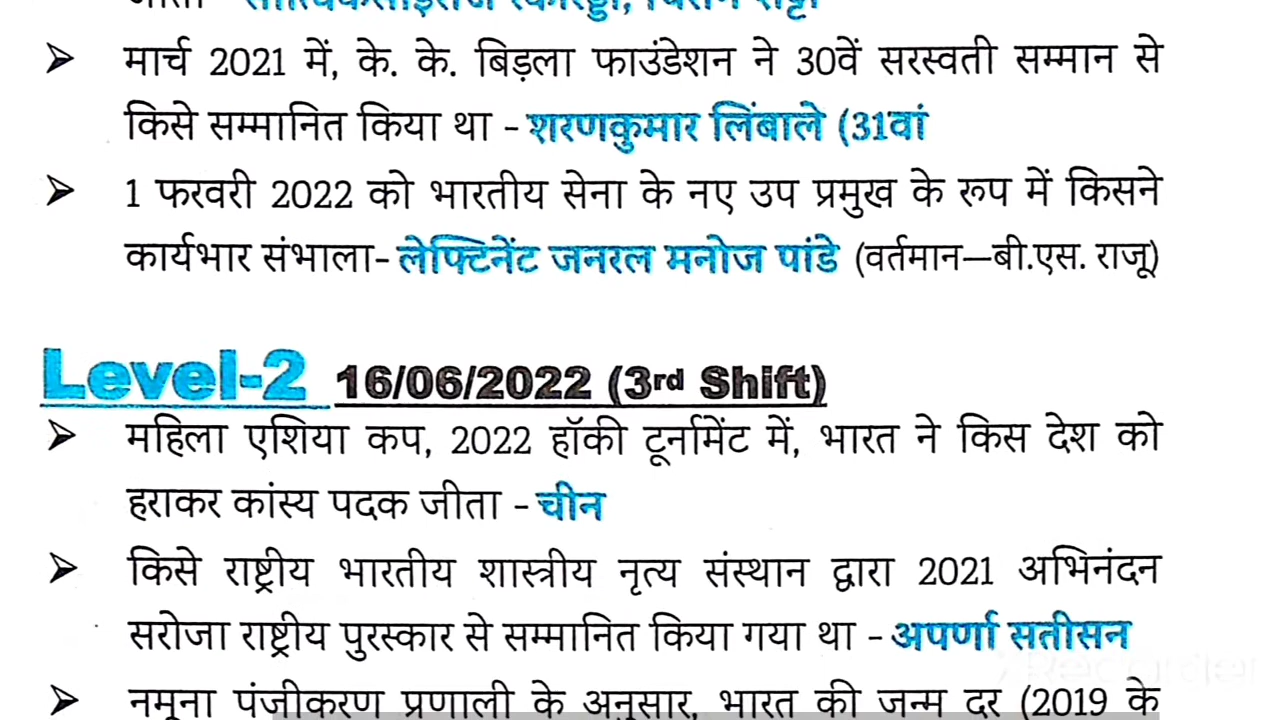 मार्च 2021 में, के. के. बिड़ला फाउंडेशन ने 30वें सरस्वती सम्मान से
किसे सम्मानित किया था - शरणकुमार लिंबाले (31वां
1 फरवरी 2022 को भारतीय सेना के नए उप प्रमुख के रूप में किसने
कार्यभार संभाला- लेफ्टिनेंट जनरल मनोज पांडे (वर्तमान—बी.एस. राजू)
Level-2 16/06/2022 (3rd Shift)
महिला एशिया कप, 2022 हॉकी टूर्नामेंट में, भारत ने किस देश को
हराकर कांस्य पदक जीता - चीन
किसे राष्ट्रीय भारतीय शास्त्रीय नृत्य संस्थान द्वारा 2021 अभिनंदन
सरोजा राष्ट्रीय पुरस्कार से सम्मानित किया गया था - अपर्णा सतीसन
नमूना पंजीकरण प्रणाली के अनुसार, भारत की जन्म दर (2019 के